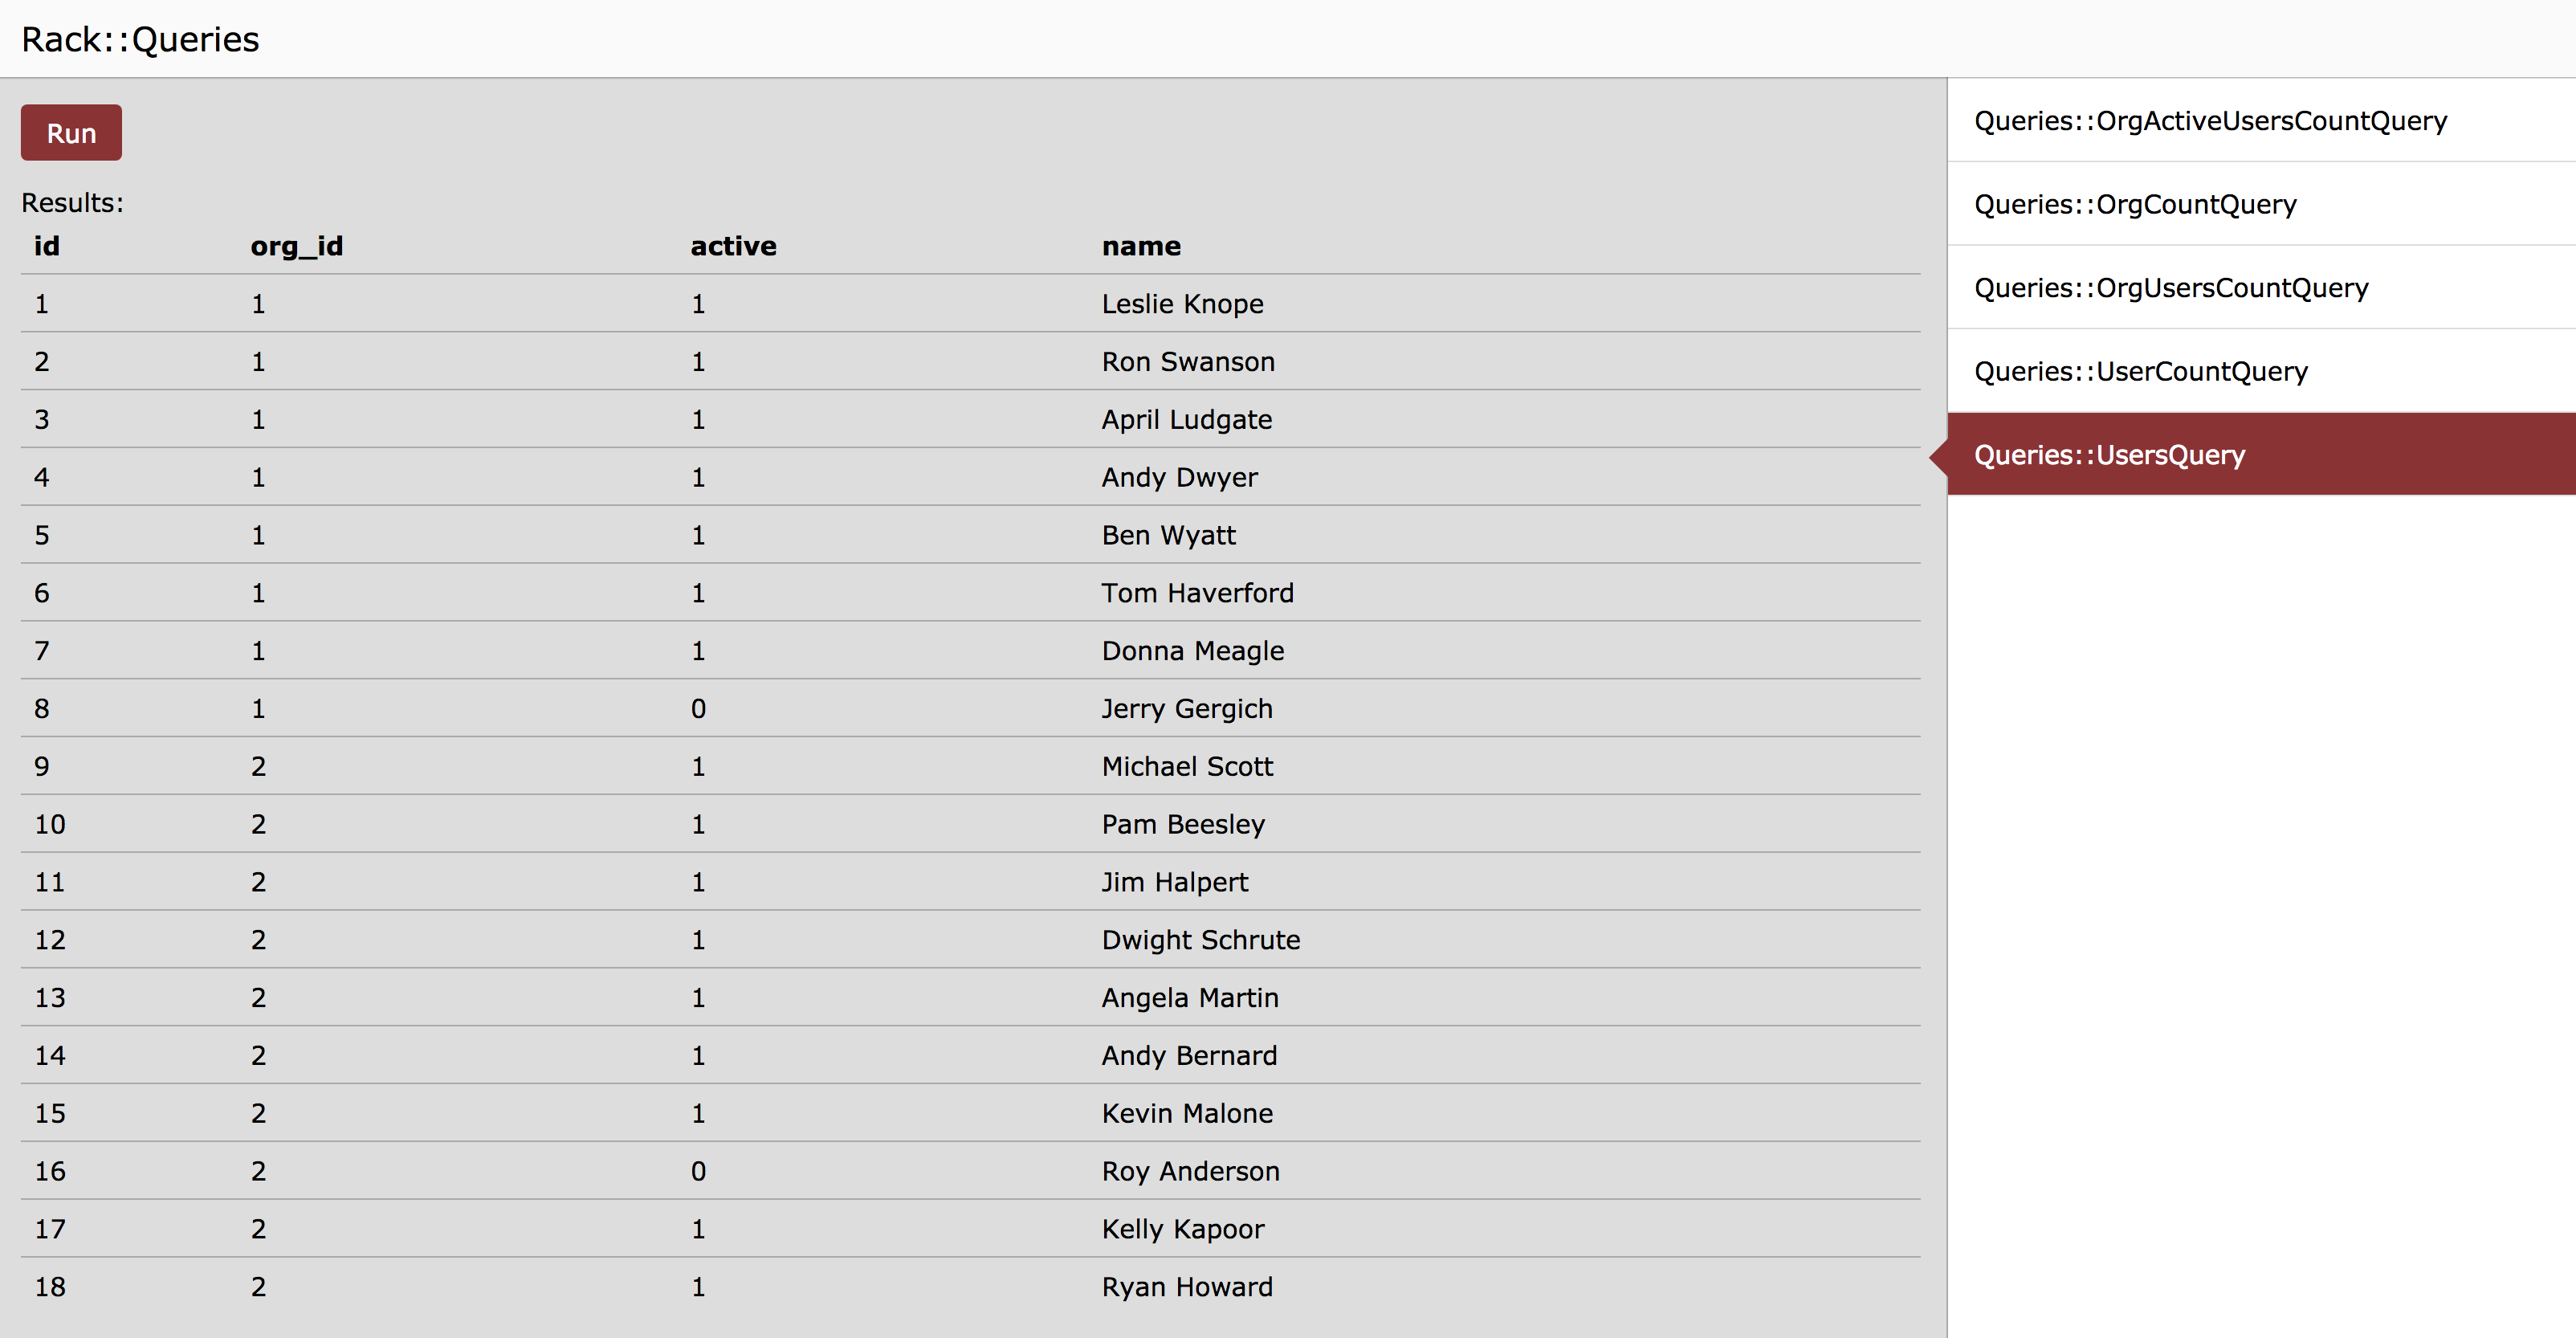 Rack::Queries
Run
Results:
id org_id active name
1 1 1 Leslie Knope
2 1 1 Ron Swanson
3 1 1 April Ludgate
4 1 1 Andy Dwyer
5 1 1 Ben Wyatt
6 1 1 Tom Haverford
7 1 1 Donna Meagle
8 1 0 Jerry Gergich
9 2 1 Michael Scott
10 2 1 Pam Beesley
11 2 1 Jim Halpert
12 2 1 Dwight Schrute
13 2 1 Angela Martin
14 2 1 Andy Bernard
15 2 1 Kevin Malone
16 2 0 Roy Anderson
17 2 1 Kelly Kapoor
18 2 1 Ryan Howard
Queries::OrgActiveUsersCountQuery
Queries::OrgCountQuery
Queries::OrgUsersCountQuery
Queries::UserCountQuery
Queries::UsersQuery